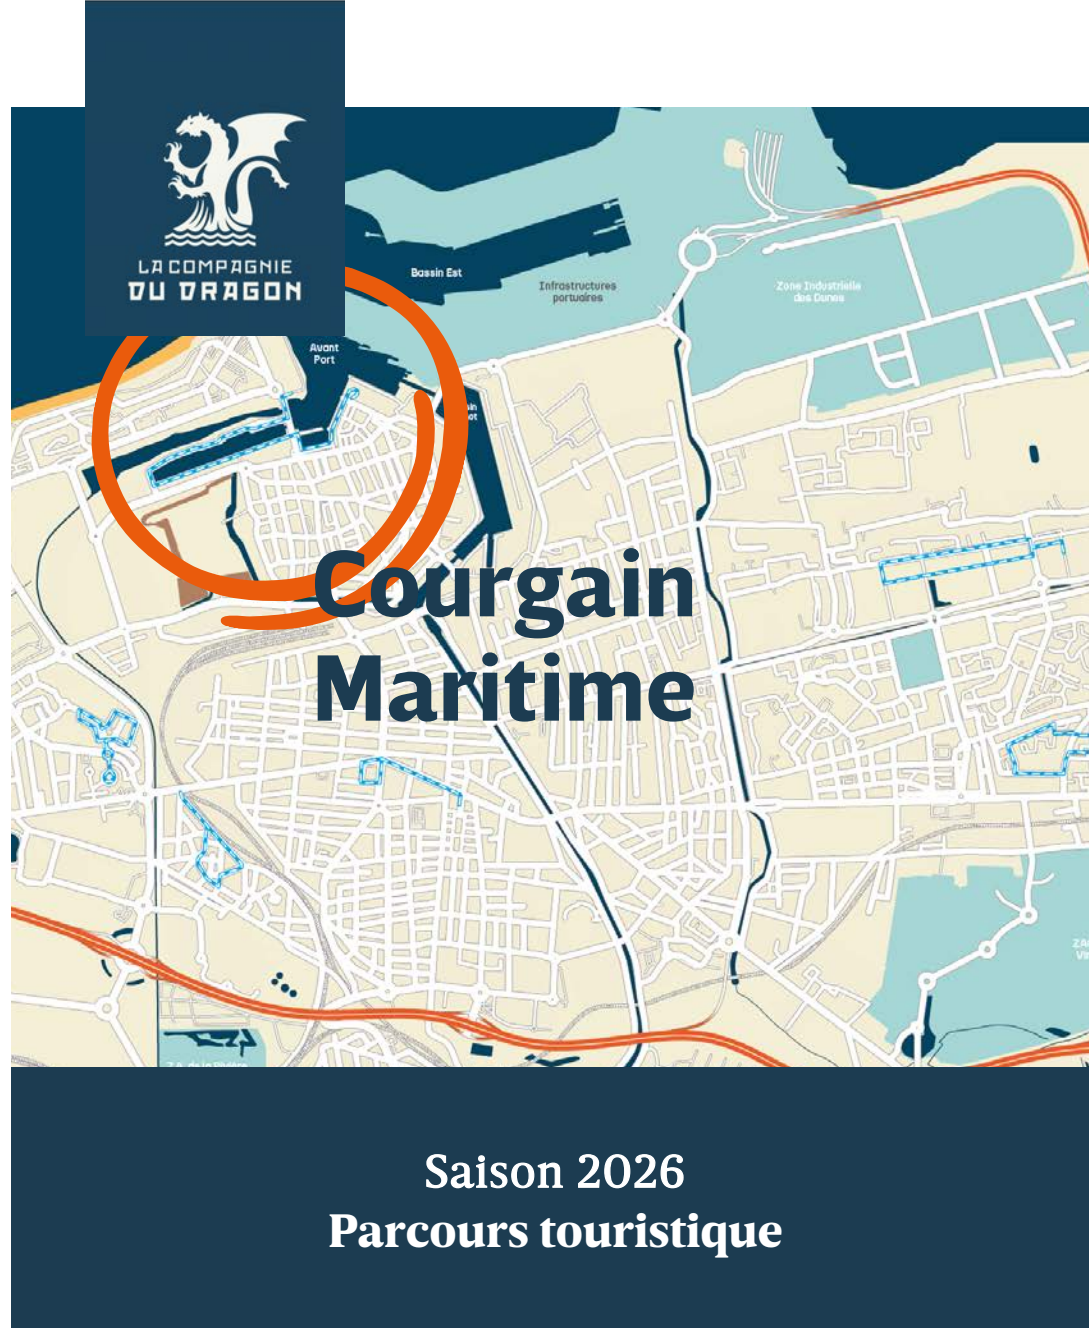 LA COMPAGNIE
DU DRAGON
Bassin Est
Infrastructures
portuaires
Zone Industrielle
des Dunes
Avant
Port
Courgain
Maritime
Saison 2026
Parcours touristique